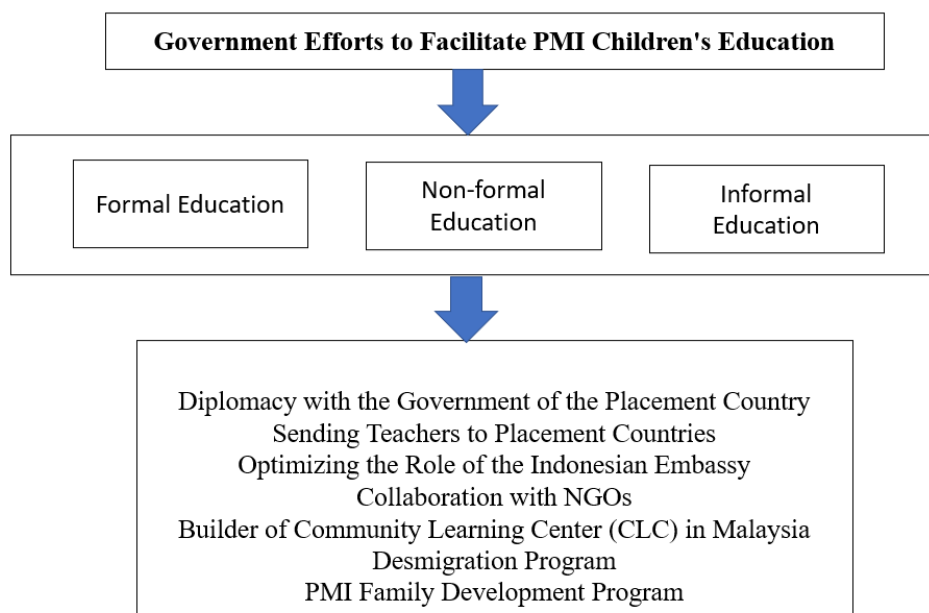 Government Efforts to Facilitate PMI Children's Education
Formal Education
Non-formal
Education
Informal
Education
Diplomacy with the Government of the Placement Country
Sending Teachers to Placement Countries
Optimizing the Role of the Indonesian Embassy
Collaboration with NGOs
Builder of Community Learning Center (CLC) in Malaysia
Desmigration Program
PMI Family Development Program